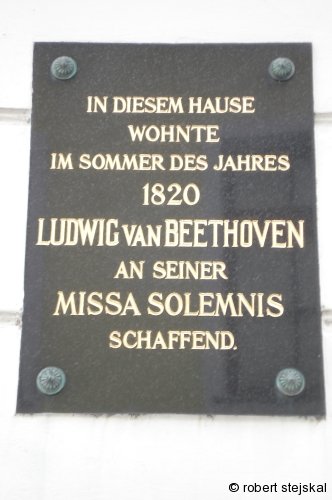 IN DIESEM HAUSE
WOHNTE
IM SOMMER DES JAHRES
1820
LUDWIG VAN BEETHOVEN
AN SEINER
MISSA SOLEMNIS
SCHAFFEND.
© robert stejskal